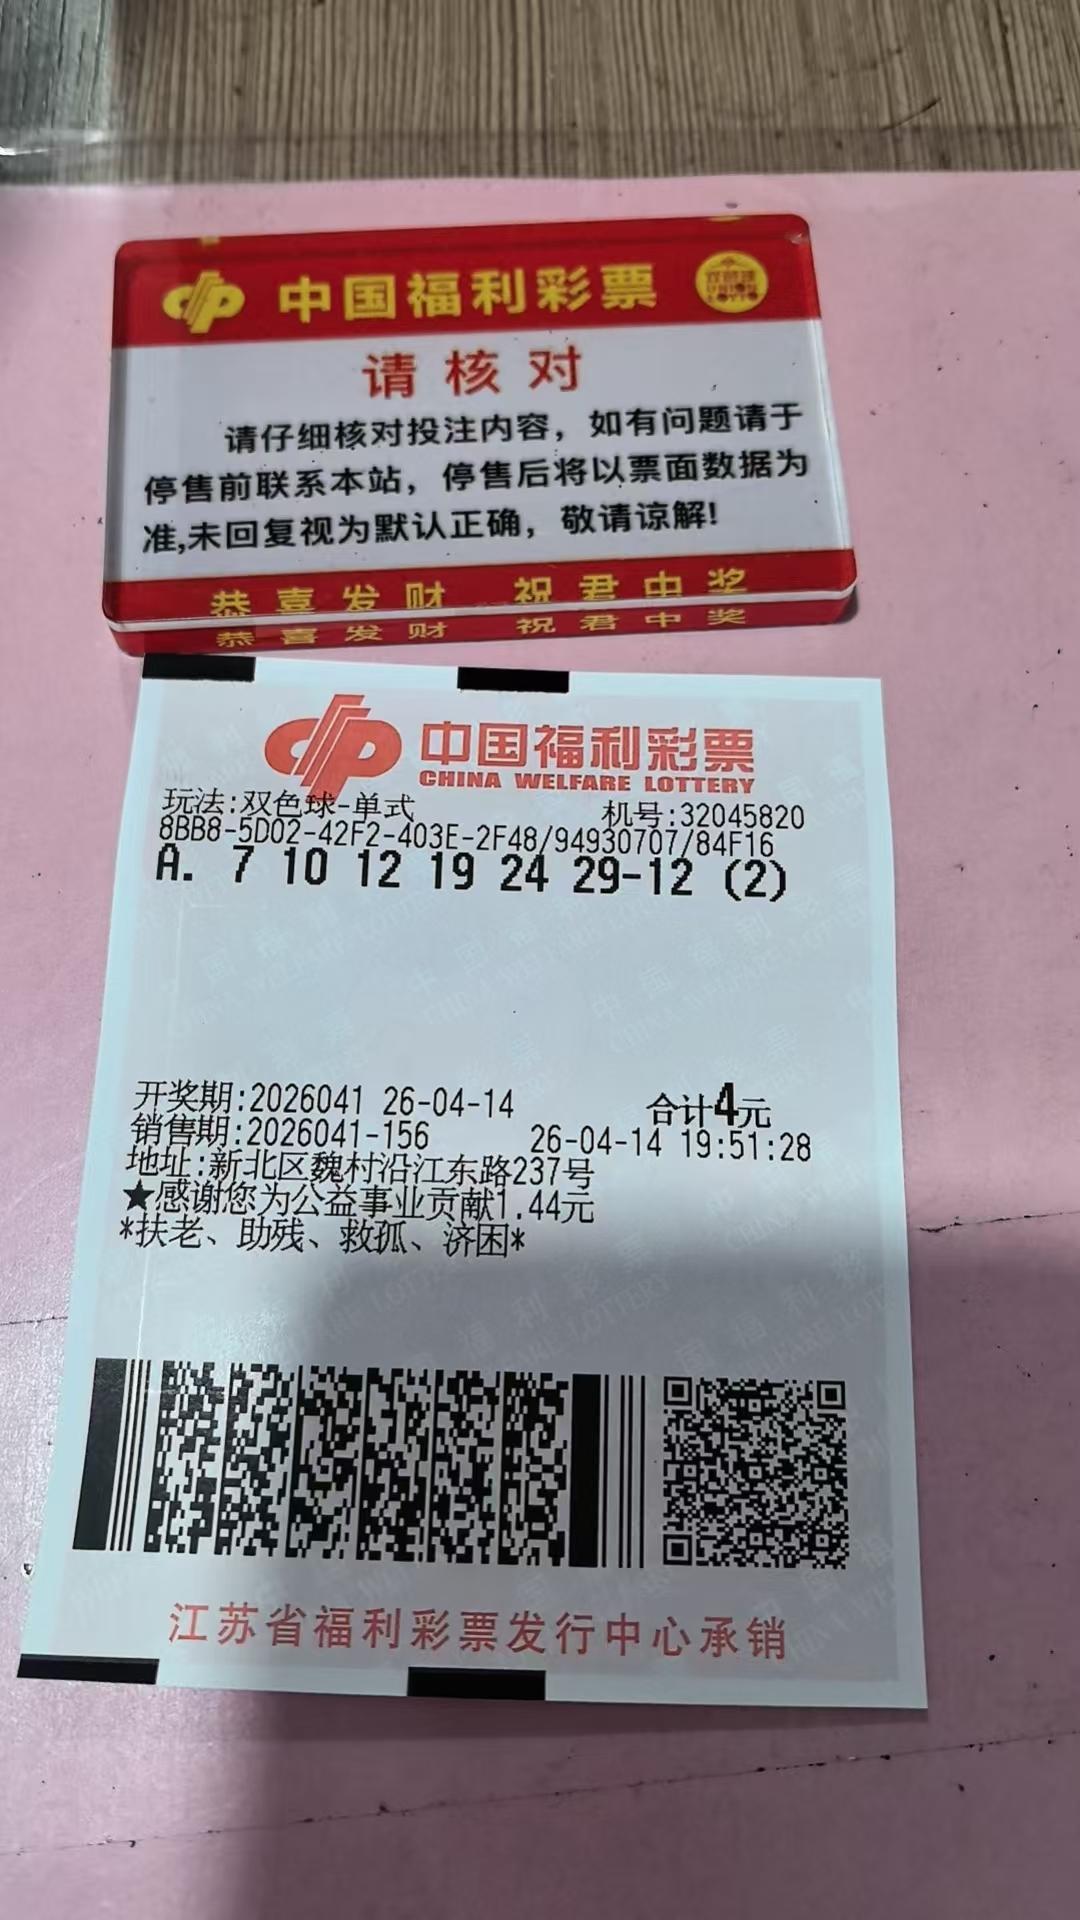 中国福利彩票
请核对
请仔细核对投注内容，如有问题请于
停售前联系本站，停售后将以票面数据为
准,未回复视为默认正确，敬请谅解!
恭喜发财 祝君中奖
恭喜发财 祝君中奖
中国福利彩票
CHINA WELFARE LOTTERY
玩法:双色球-单式 机号:32045820
8BB8-5D02-42F2-403E-2F48/94930707/84F16
A. 7 10 12 19 24 29-12 (2)
开奖期:2026041 26-04-14 合计4元
销售期:2026041-156 26-04-14 19:51:28
地址:新北区魏村沿江东路237号
★感谢您为公益事业贡献1.44元
*扶老、助残、救孤、济困*
江苏省福利彩票发行中心承销